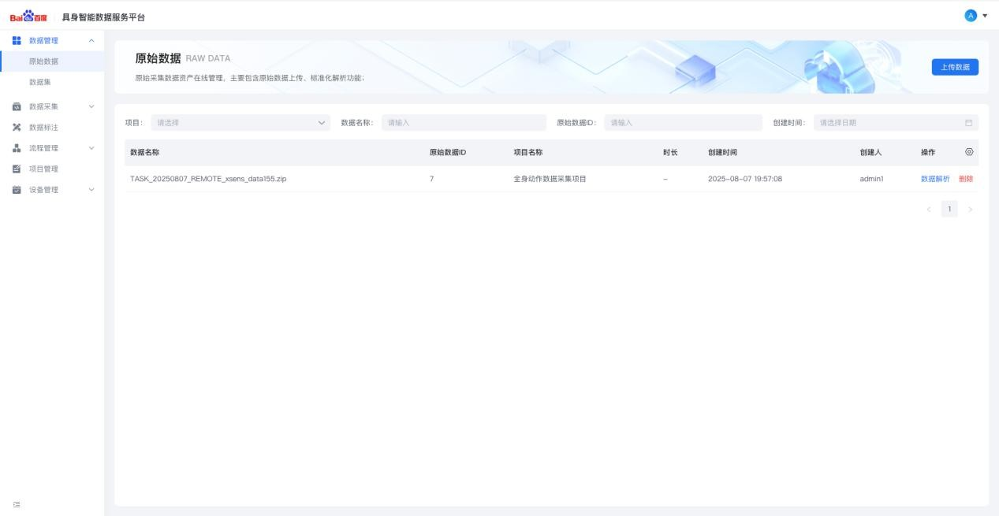 Bai百度 具身智能数据服务平台 A
数据管理
原始数据
数据集
数据采集
数据标注
流程管理
项目管理
设备管理
原始数据 RAW DATA
原始采集数据资产在线管理，主要包含原始数据上传、标准化解析功能；
上传数据
项目： 请选择 数据名称： 请输入 原始数据ID： 请输入 创建时间： 请选择日期
数据名称 原始数据ID 项目名称 时长 创建时间 创建人 操作
TASK_20250807_REMOTE_xsens_data155.zip 7 全身动作数据采集项目 – 2025-08-07 19:57:08 admin1 数据解析 删除
< 1 >